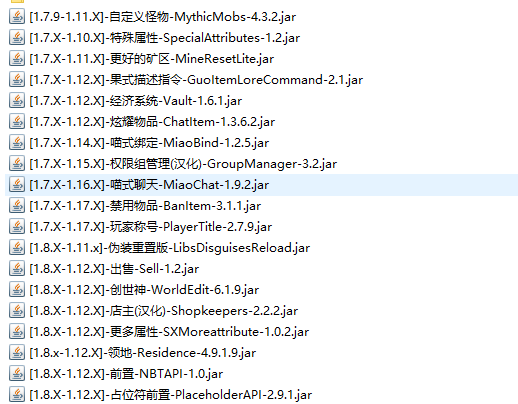 [1.7.9-1.11.X]-自定义怪物-MythicMobs-4.3.2.jar
[1.7.X-1.10.X]-特殊属性-SpecialAttributes-1.2.jar
[1.7.X-1.11.X]-更好的矿区-MineResetLite.jar
[1.7.X-1.12.X]-果式描述指令-GuoItemLoreCommand-2.1.jar
[1.7.X-1.12.X]-经济系统-Vault-1.6.1.jar
[1.7.X-1.12.X]-炫耀物品-ChatItem-1.3.6.2.jar
[1.7.X-1.14.X]-喵式绑定-MiaoBind-1.2.5.jar
[1.7.X-1.15.X]-权限组管理(汉化)-GroupManager-3.2.jar
[1.7.X-1.16.X]-喵式聊天-MiaoChat-1.9.2.jar
[1.7.X-1.17.X]-禁用物品-BanItem-3.1.1.jar
[1.7.X-1.17.X]-玩家称号-PlayerTitle-2.7.9.jar
[1.8.X-1.11.x]-伪装重置版-LibsDisguisesReload.jar
[1.8.X-1.12.X]-出售-Sell-1.2.jar
[1.8.X-1.12.X]-创世神-WorldEdit-6.1.9.jar
[1.8.X-1.12.X]-店主(汉化)-Shopkeepers-2.2.2.jar
[1.8.X-1.12.X]-更多属性-SXMoreattribute-1.0.2.jar
[1.8.x-1.12.X]-领地-Residence-4.9.1.9.jar
[1.8.X-1.12.X]-前置-NBTAPI-1.0.jar
[1.8.X-1.12.X]-占位符前置-PlaceholderAPI-2.9.1.jar